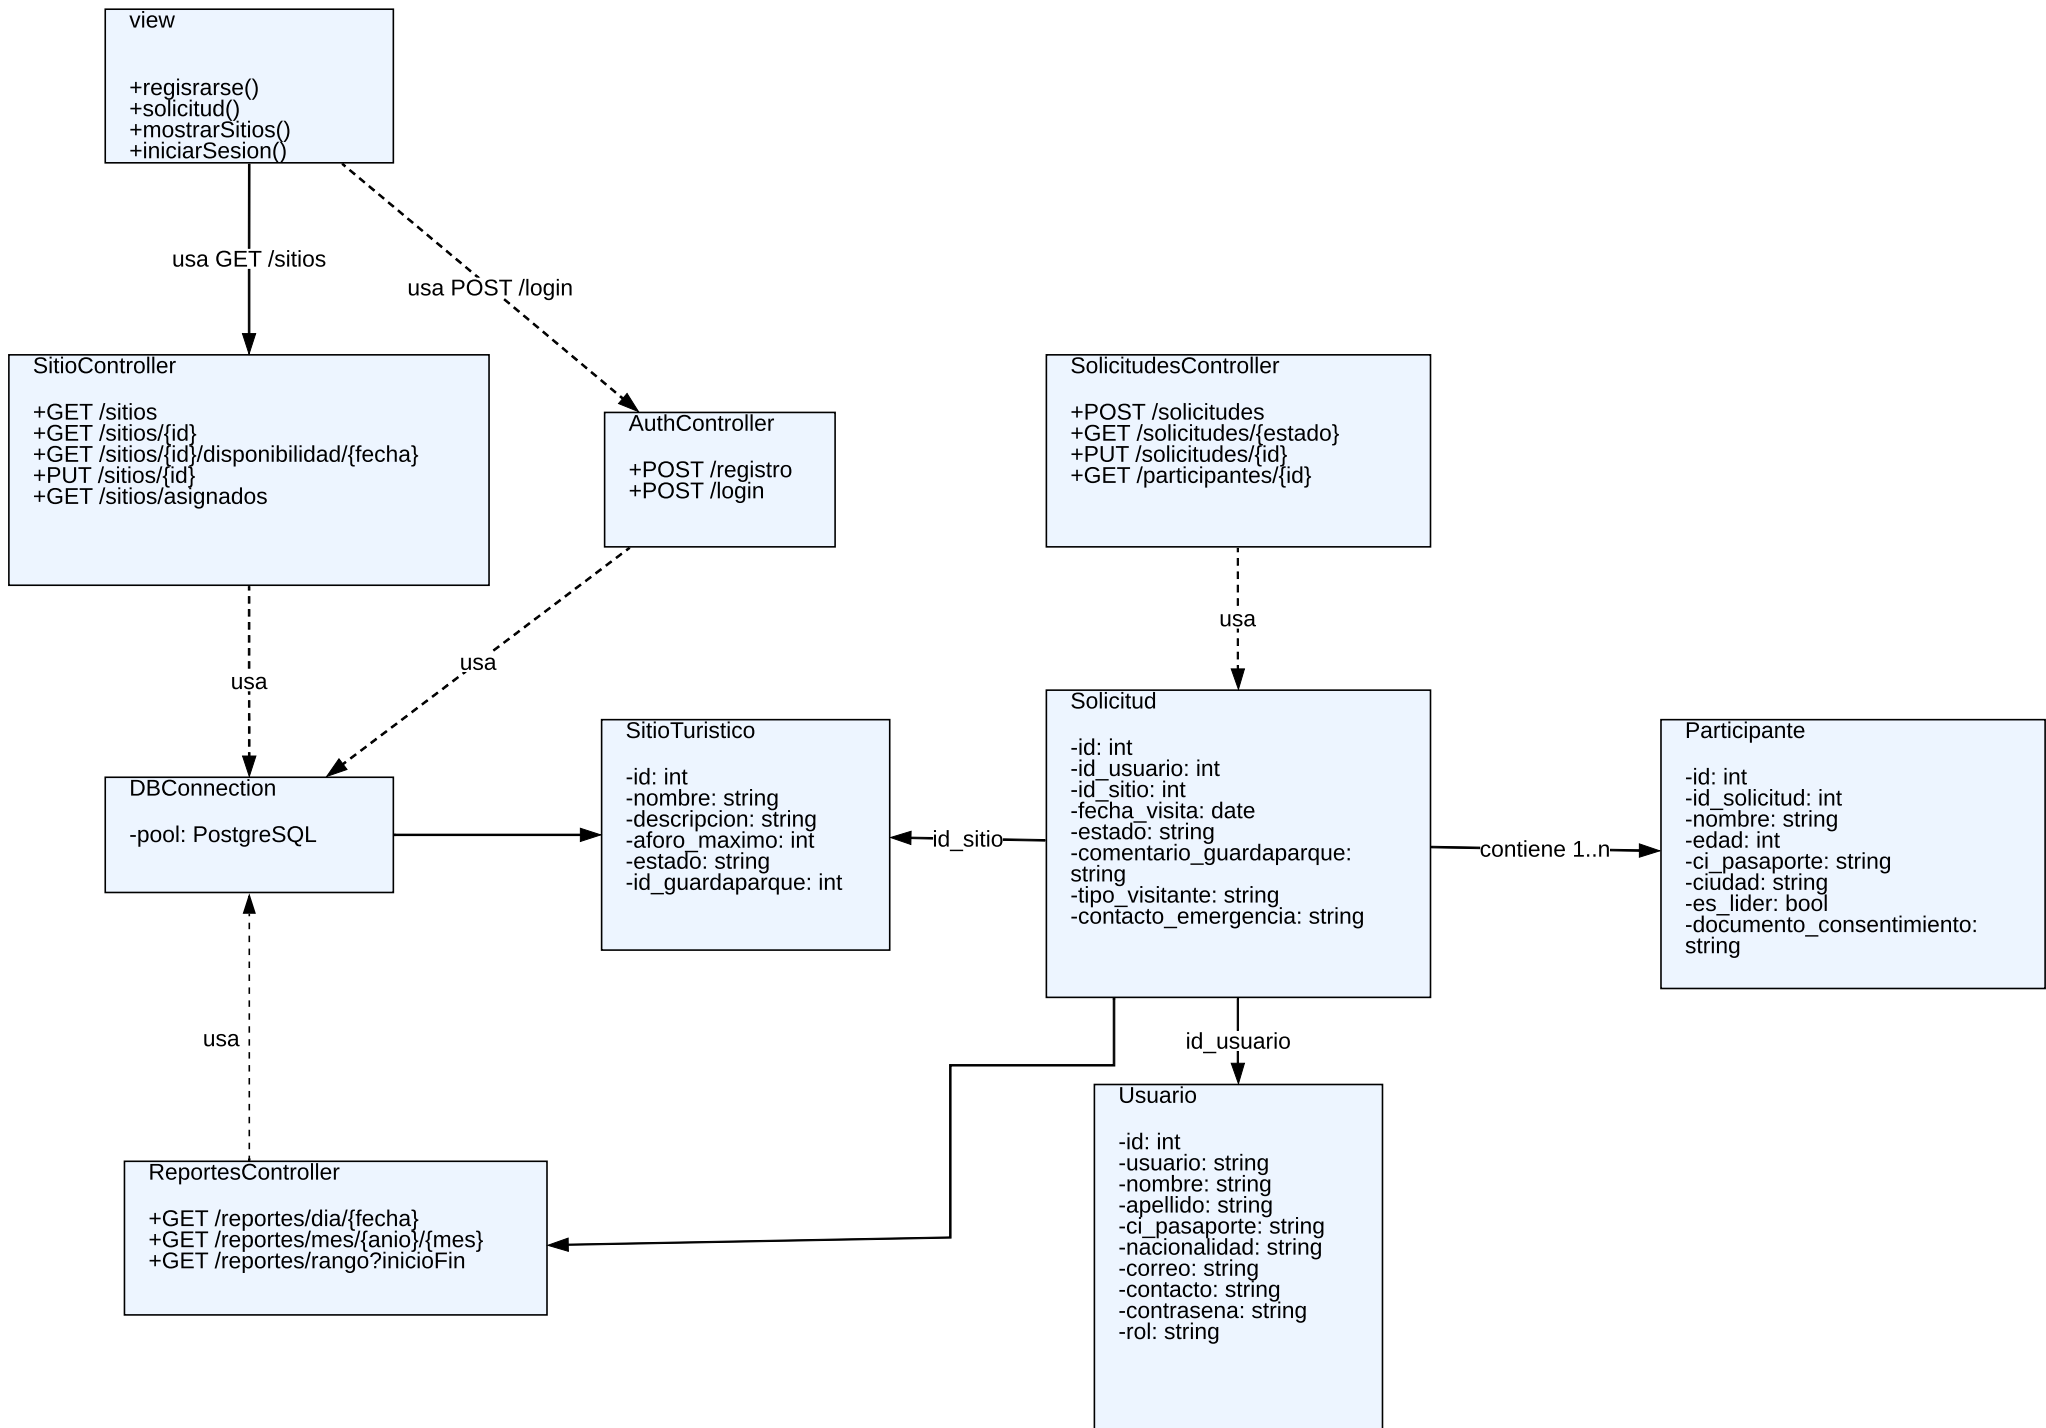 view
+regisrarse()
+solicitud()
+mostrarSitios()
+iniciarSesion()
usa GET /sitios
usa POST /login
SitioController
+GET /sitios
+GET /sitios/{id}
+GET /sitios/{id}/disponibilidad/{fecha}
+PUT /sitios/{id}
+GET /sitios/asignados
AuthController
+POST /registro
+POST /login
SolicitudesController
+POST /solicitudes
+GET /solicitudes/{estado}
+PUT /solicitudes/{id}
+GET /participantes/{id}
usa
usa
usa
DBConnection
-pool: PostgreSQL
SitioTuristico
-id: int
-nombre: string
-descripcion: string
-aforo_maximo: int
-estado: string
-id_guardaparque: int
id_sitio
Solicitud
-id: int
-id_usuario: int
-id_sitio: int
-fecha_visita: date
-estado: string
-comentario_guardaparque:
string
-tipo_visitante: string
-contacto_emergencia: string
contiene 1..n
Participante
-id: int
-id_solicitud: int
-nombre: string
-edad: int
-ci_pasaporte: string
-ciudad: string
-es_lider: bool
-documento_consentimiento:
string
usa
id_usuario
ReportesController
+GET /reportes/dia/{fecha}
+GET /reportes/mes/{anio}/{mes}
+GET /reportes/rango?inicioFin
Usuario
-id: int
-usuario: string
-nombre: string
-apellido: string
-ci_pasaporte: string
-nacionalidad: string
-correo: string
-contacto: string
-contrasena: string
-rol: string